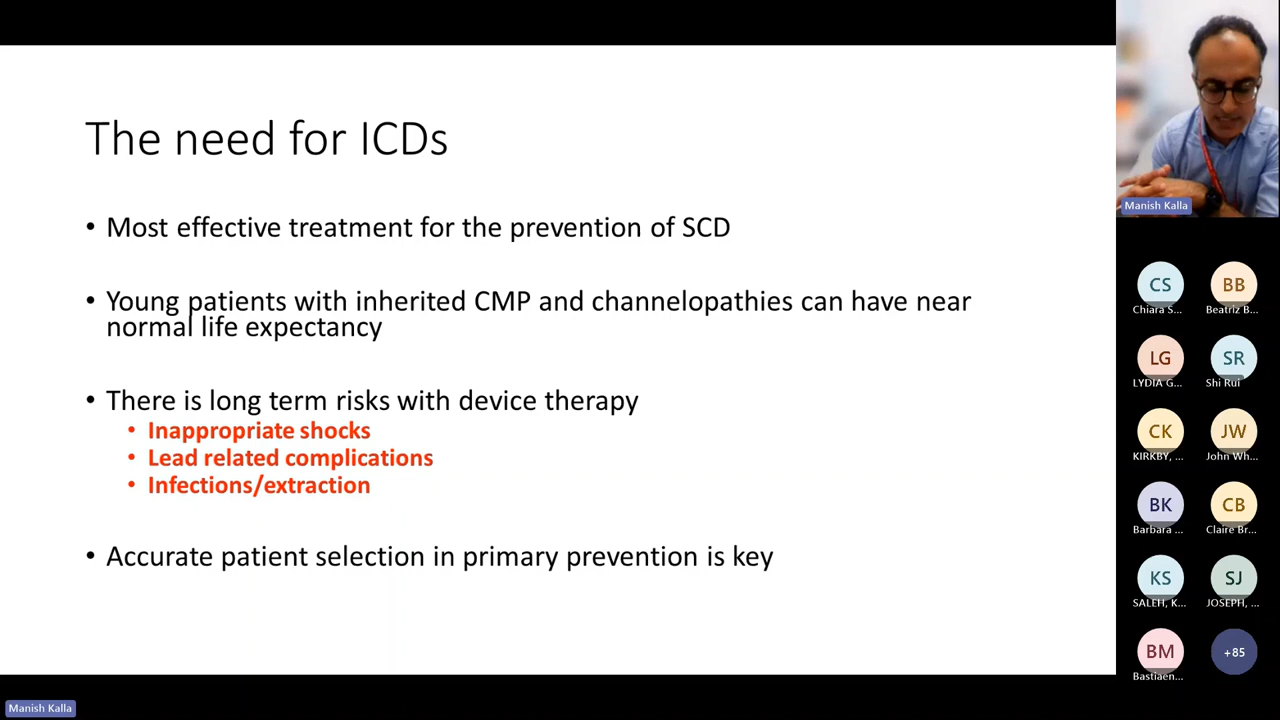 The need for ICDs
• Most effective treatment for the prevention of SCD
• Young patients with inherited CMP and channelopathies can have near
normal life expectancy
• There is long term risks with device therapy
• Inappropriate shocks
• Lead related complications
• Infections/extraction
• Accurate patient selection in primary prevention is key
Manish Kalla
CS
Chiara S...
BB
Beatriz B...
LG
LYDIA G...
SR
Shi Rui
CK
KIRKBY, ...
JW
John Wh...
BK
Barbara ...
CB
Claire Br...
KS
SALEH, K...
SJ
JOSEPH, ...
BM
Bastiaen...
+85
Manish Kalla